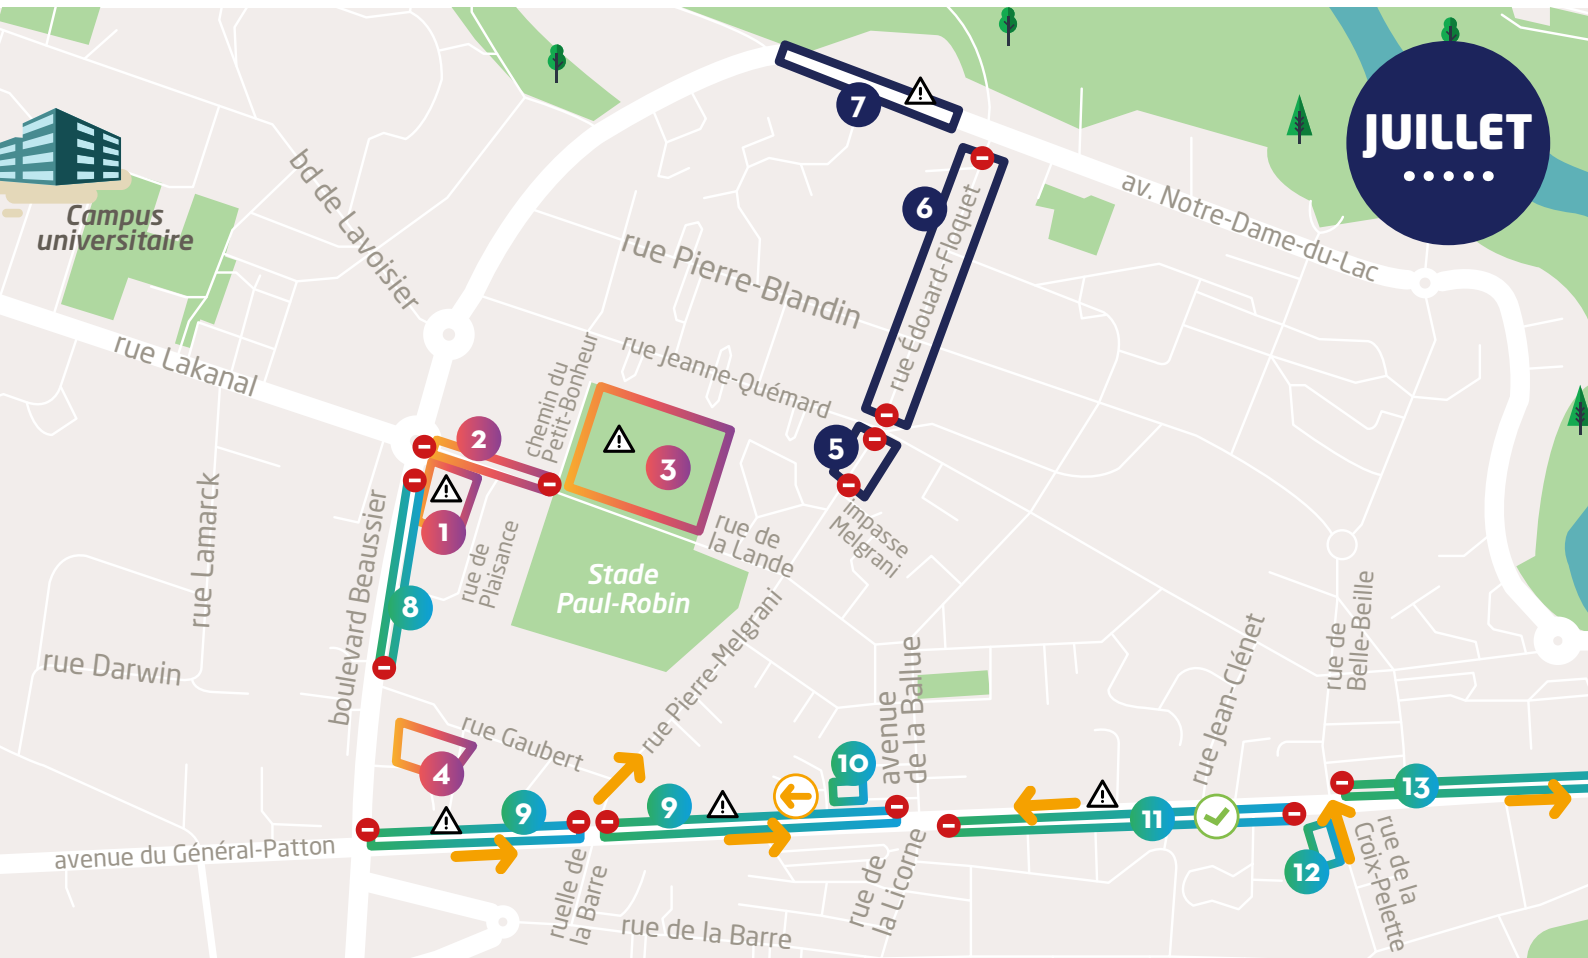 JUILLET
7
6
av. Notre-Dame-du-Lac
bd de Lavoisier
Campus
universitaire
rue Pierre-Blandin
rue Édouard-Floquet
rue Lakanal
rue Jeanne-Quémard
chemin du
Petit-Bonheur
2
3
5
1
impasse
Melgrani
rue de
la Lande
rue Lamarck
boulevard Beaussier
rue de
Plaisance
Stade
Paul-Robin
8
rue Pierre-Melgrani
rue de
Belle-Beille
rue Jean-Clénet
avenue
de la Ballue
rue Darwin
rue Gaubert
4
10
9
9
11
13
12
avenue du Général-Patton
ruelle de
la Barre
rue de
la Licorne
rue de la
Croix-Pelette
rue de la Barre